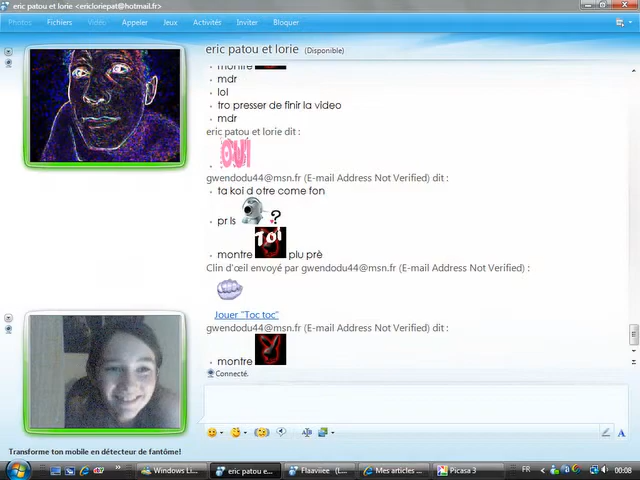 eric patou et lorie <ericloriepat@hotmail.fr>
Photos Fichiers Vidéo Appeler Jeux Activités Inviter Bloquer
eric patou et lorie (Disponible)
montre
mdr
lol
tro presser de finir la video
mdr
eric patou et lorie dit :
OUI
gwendodu44@msn.fr (E-mail Address Not Verified) dit :
ta koi d otre come fon
pr ls ?
montre Toi plu prè
Clin d'œil envoyé par gwendodu44@msn.fr (E-mail Address Not Verified) :
Jouer "Toc toc"
gwendodu44@msn.fr (E-mail Address Not Verified) dit :
montre
Connecté.
Transforme ton mobile en détecteur de fantôme!
Windows Li... eric patou e... Flaaviiee (L... Mes articles ... Picasa 3 FR 00:08